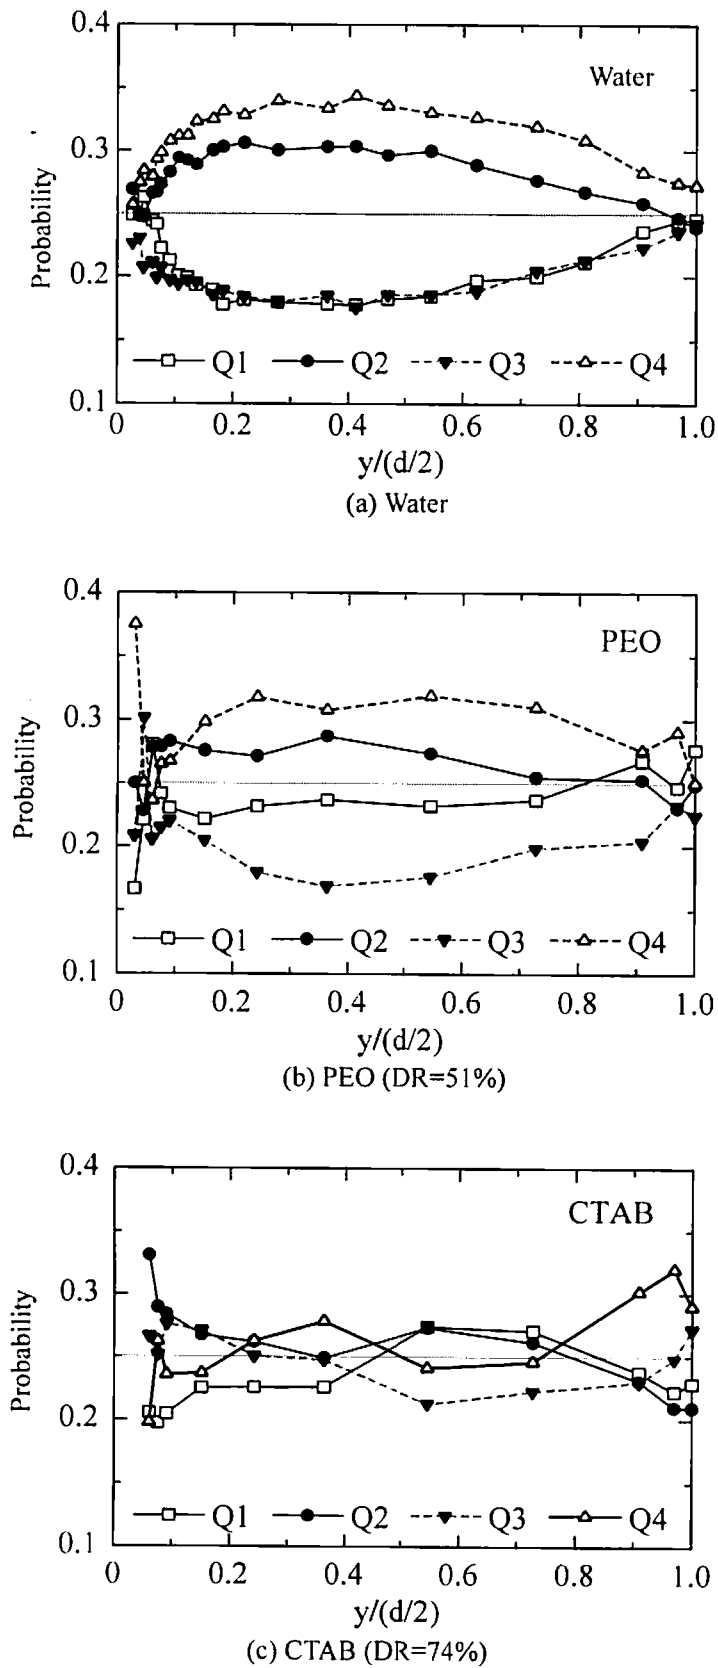 0.4
Water
0.3
Probability
0.2
Q1 Q2 Q3 Q4
0.1
0 0.2 0.4 0.6 0.8 1.0
y/(d/2)
(a) Water
0.4
PEO
0.3
Probability
0.2
Q1 Q2 Q3 Q4
0.1
0 0.2 0.4 0.6 0.8 1.0
y/(d/2)
(b) PEO (DR=51%)
0.4
CTAB
0.3
Probability
0.2
Q1 Q2 Q3 Q4
0.1
0 0.2 0.4 0.6 0.8 1.0
y/(d/2)
(c) CTAB (DR=74%)